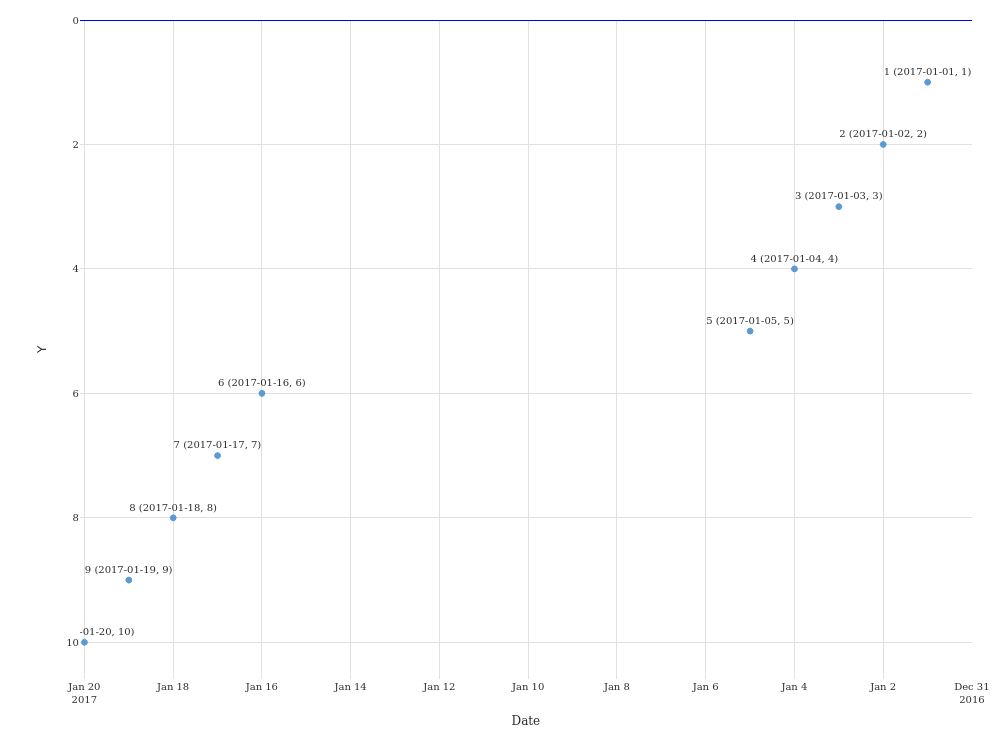 0
1 (2017-01-01, 1)
2 (2017-01-02, 2)
2
3 (2017-01-03, 3)
4 (2017-01-04, 4)
4
5 (2017-01-05, 5)
Y
6 (2017-01-16, 6)
6
7 (2017-01-17, 7)
8 (2017-01-18, 8)
8
9 (2017-01-19, 9)
-01-20, 10)
10
Jan 20 Jan 18 Jan 16 Jan 14 Jan 12 Jan 10 Jan 8 Jan 6 Jan 4 Jan 2 Dec 31
2017 2016
Date